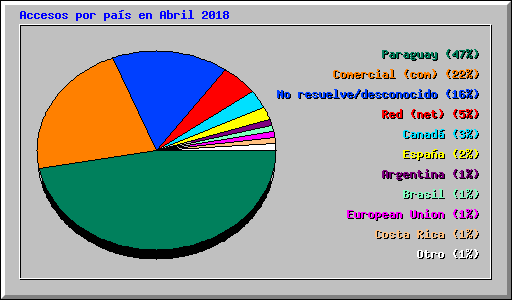 Accesos por país en Abril 2018
Paraguay (47%)
Comercial (com) (22%)
No resuelve/desconocido (16%)
Red (net) (5%)
Canadá (3%)
España (2%)
Argentina (1%)
Brasil (1%)
European Union (1%)
Costa Rica (1%)
Otro (1%)